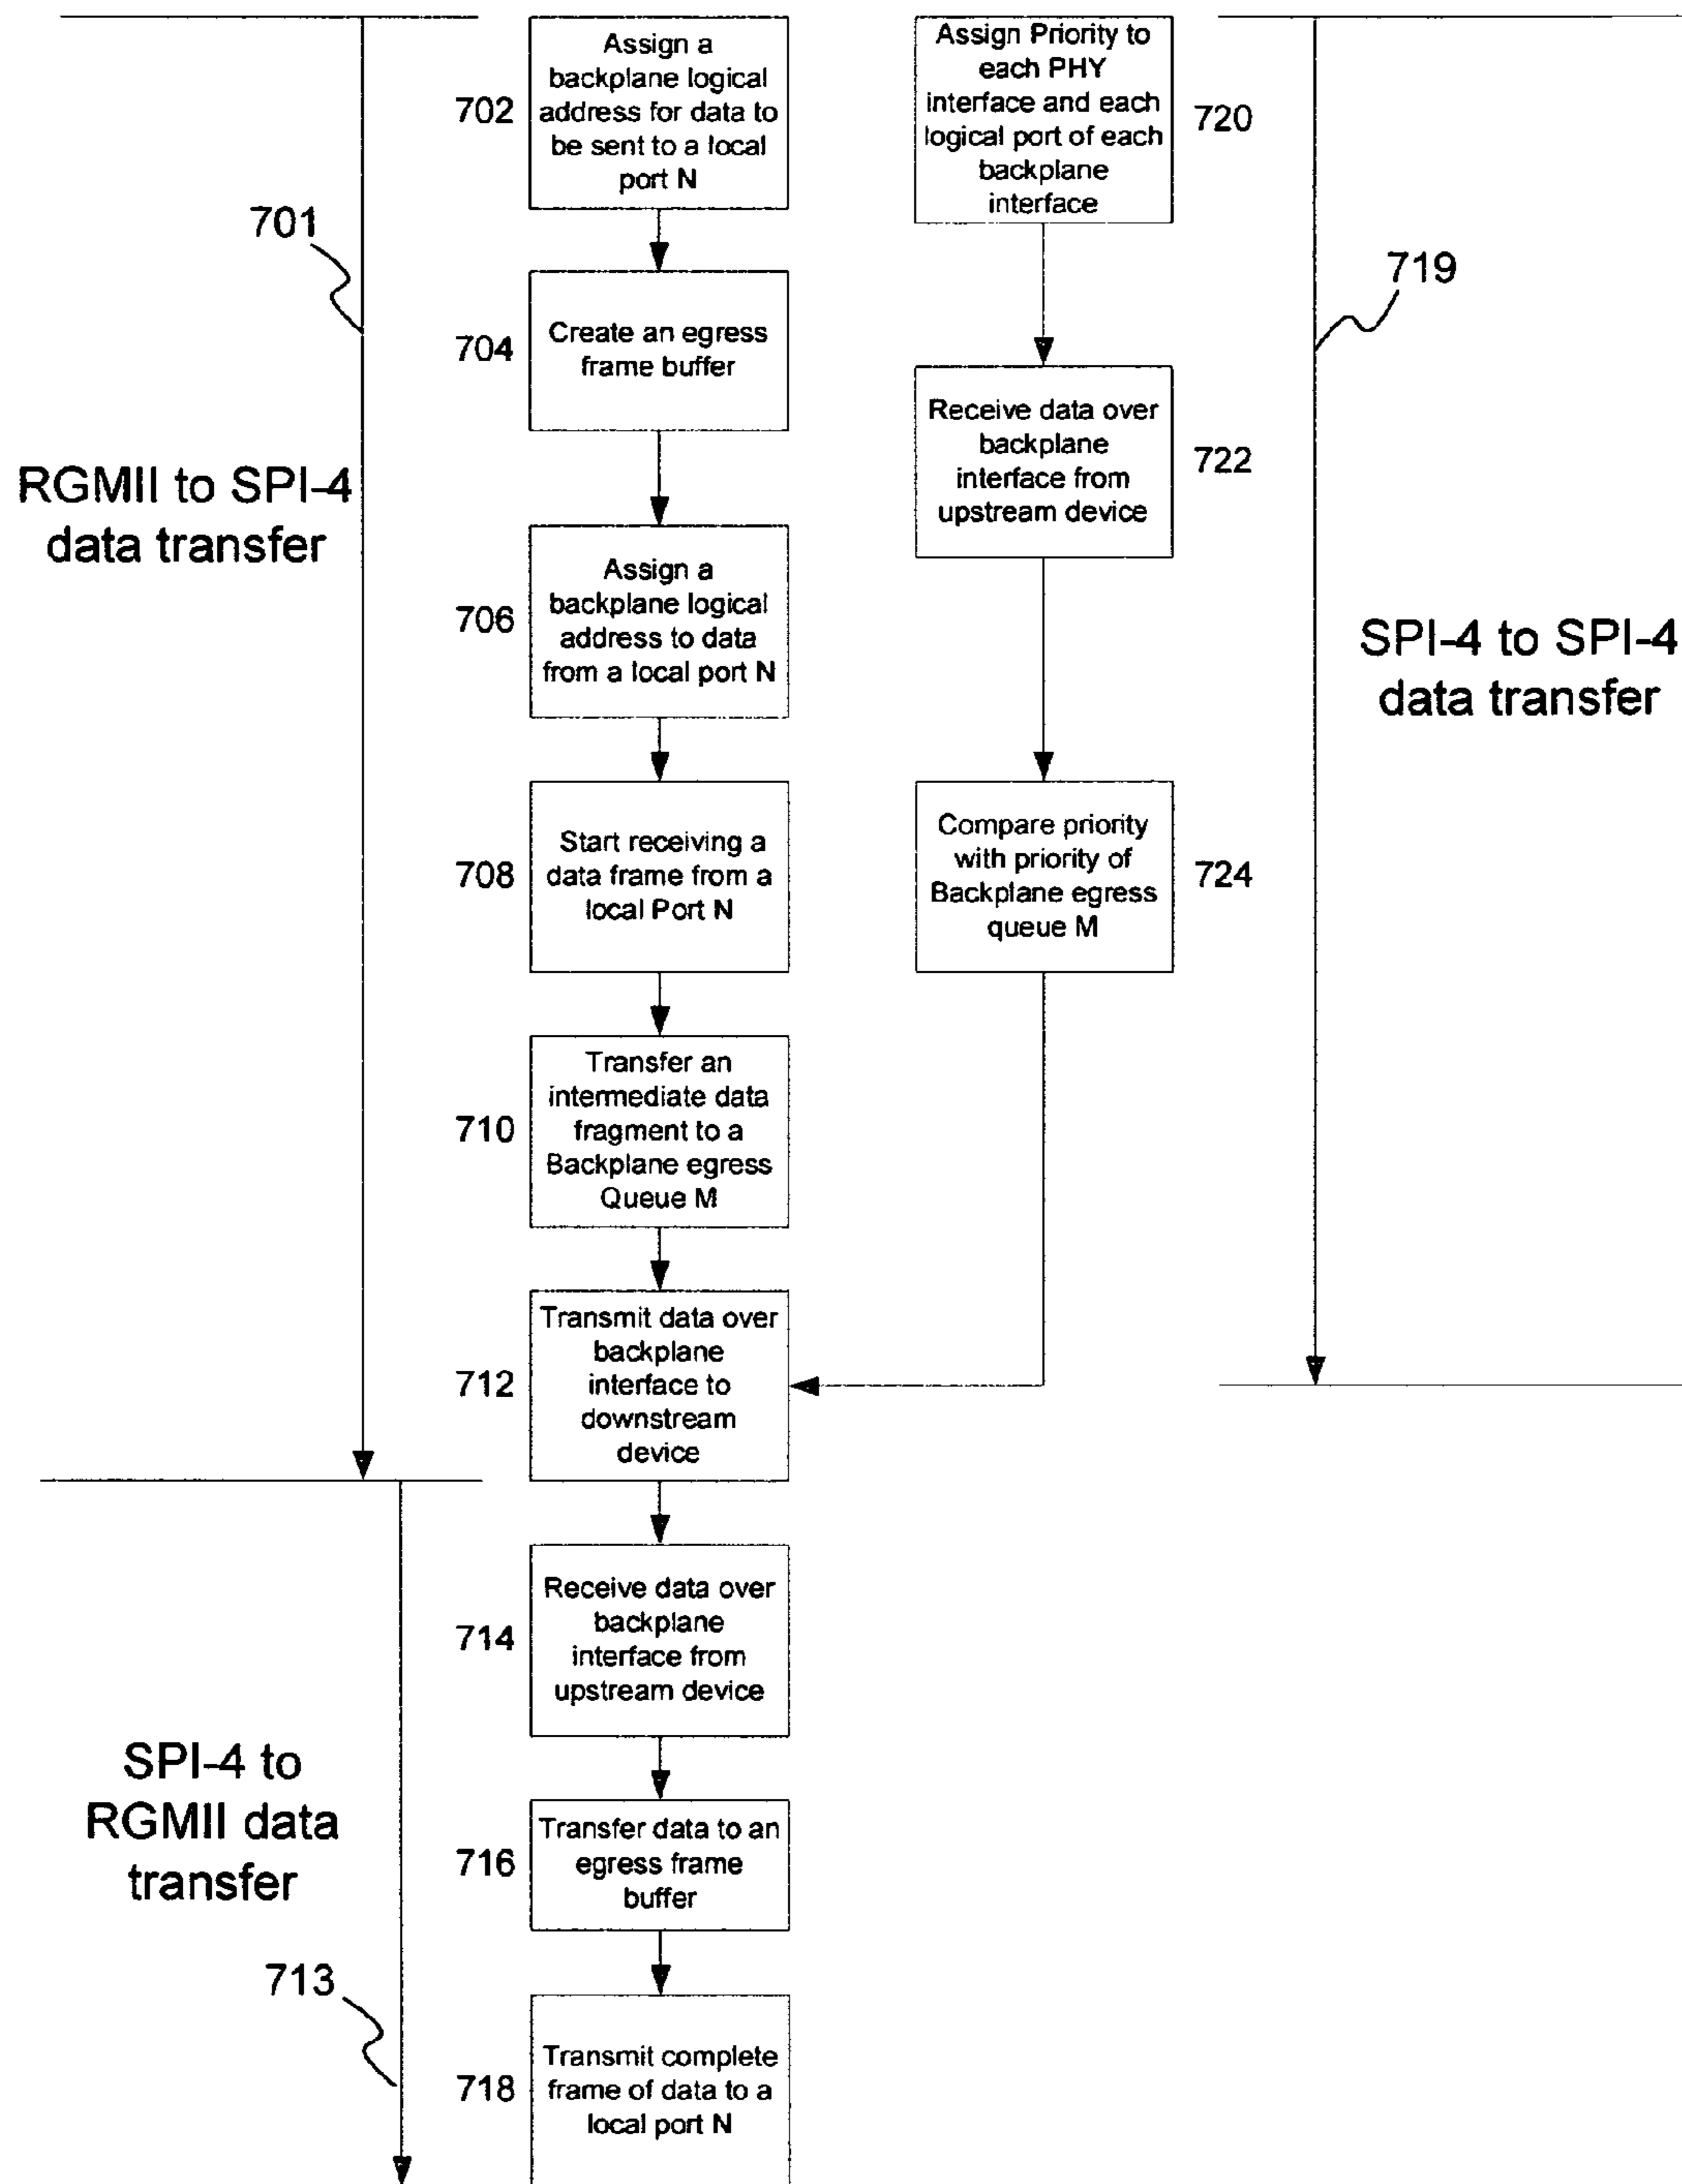 Assign a
backplane logical
address for data to
be sent to a local
port N
702
Assign Priority to
each PHY
interface and each
logical port of each
backplane
interface
720
701
719
Create an egress
frame buffer
704
Receive data over
backplane
interface from
upstream device
722
RGMII to SPI-4
data transfer
Assign a
backplane logical
address to data
from a local port N
706
SPI-4 to SPI-4
data transfer
Start receiving a
data frame from a
local Port N
708
Compare priority
with priority of
Backplane egress
queue M
724
Transfer an
intermediate data
fragment to a
Backplane egress
Queue M
710
Transmit data over
backplane
interface to
downstream
device
712
Receive data over
backplane
interface from
upstream device
714
SPI-4 to
RGMII data
transfer
Transfer data to an
egress frame
buffer
716
713
Transmit complete
frame of data to a
local port N
718